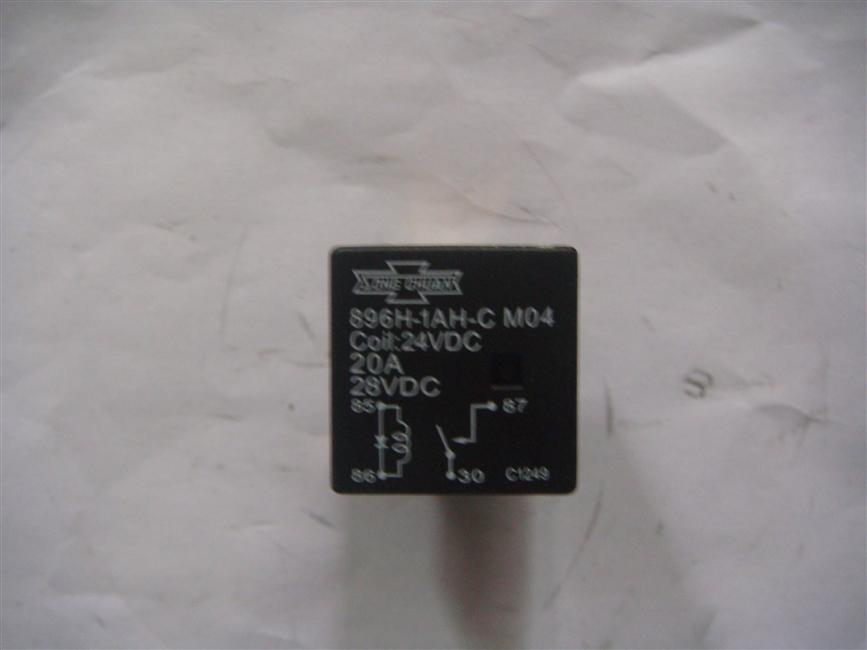 SONG CHUAN
896H-1AH-C M04
Coil:24VDC
20A
28VDC
85 87
86 30 C1249